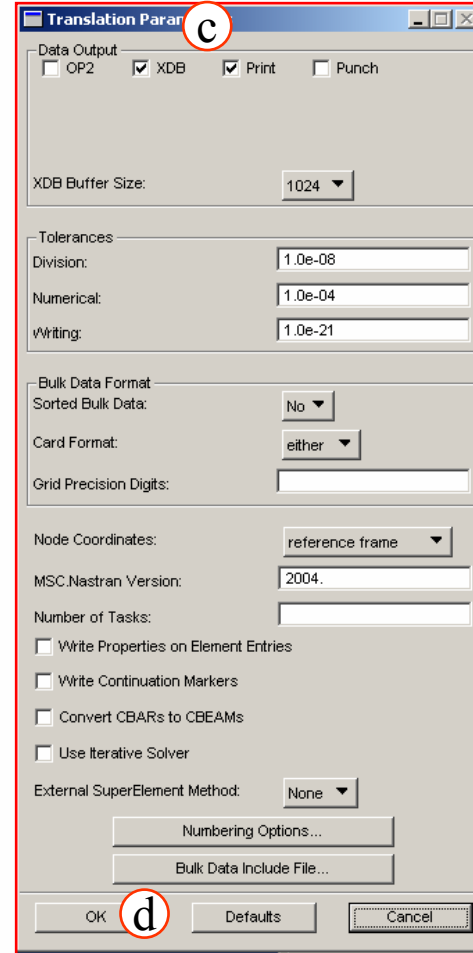 Translation Par
c
Data Output
OP2 XDB Print Punch
XDB Buffer Size: 1024
Tolerances
Division: 1.0e-08
Numerical: 1.0e-04
Writing: 1.0e-21
Bulk Data Format
Sorted Bulk Data: No
Card Format: either
Grid Precision Digits:
Node Coordinates: reference frame
MSC.Nastran Version: 2004.
Number of Tasks:
Write Properties on Element Entries
Write Continuation Markers
Convert CBARs to CBEAMs
Use Iterative Solver
External SuperElement Method: None
Numbering Options...
Bulk Data Include File...
OK d Defaults Cancel